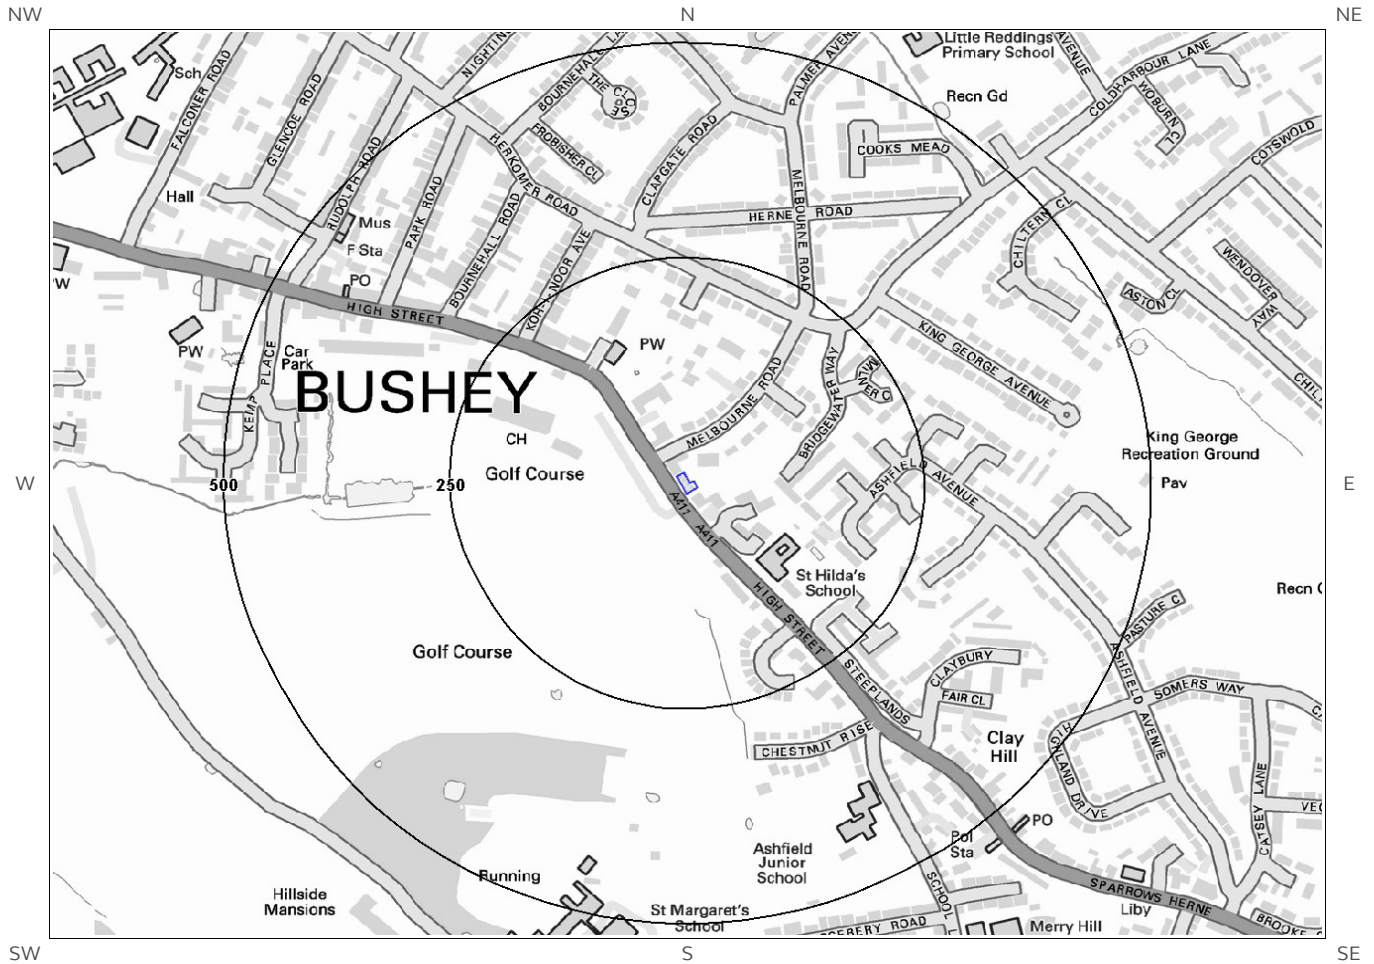 NW
N
NE
Sch
FALCONER ROAD
GLENCOE ROAD
RUDOLPH ROAD
PARK ROAD
BOURNEHALL ROAD
KOH-I-NOOR AVE
HERKOMER ROAD
BOURNEHALL
THE
CLOSE
FROBISHER CL
CLAPGATE ROAD
MELBOURNE ROAD
HERNE ROAD
PALMER AVEN
Little Reddings
Primary School
AVENUE
COLDHARBOUR LANE
WOBURN CL
COTSWOLD
Recn Gd
COOKS MEAD
CHILTERN CL
WENDOVER
WAY
ASTON CL
Hall
Mus
F Sta
PO
HIGH STREET
PW
PW
Car
Park
KEMP PLACE
BUSHEY
CH
Golf Course
MELBOURNE ROAD
BRIDGEWATER WAY
MILNER C
KING GEORGE AVENUE
ASHFIELD AVENUE
King George
Recreation Ground
Pav
W
E
500
250
A411
A411
St Hilda's
School
HIGH STREET
Golf Course
STEEPLANDS
CLAYBURY
FAIR CL
CHESTNUT RISE
Clay
Hill
PASTURE C
ASHFIELD AVENUE
SOMERS WAY
HIGHLAND DRIVE
CATSEY LANE
PO
Pol
Sta
Ashfield
Junior
School
Running
Hillside
Mansions
St Margaret's
School
SCHOOL
SPARROWS HERNE
Liby
Merry Hill
SW
S
SE